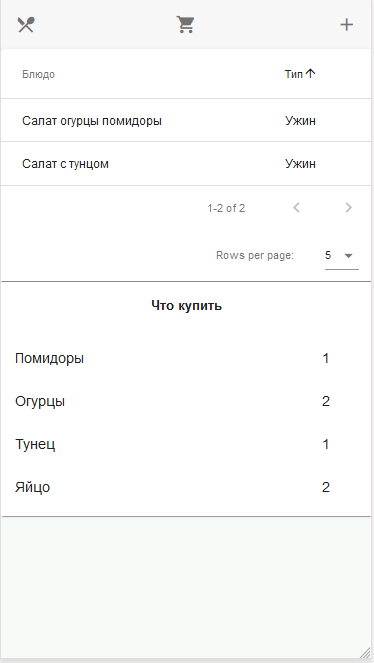 Блюдо Тип
Салат огурцы помидоры Ужин
Салат с тунцом Ужин
1-2 of 2
Rows per page: 5
Что купить
Помидоры 1
Огурцы 2
Тунец 1
Яйцо 2